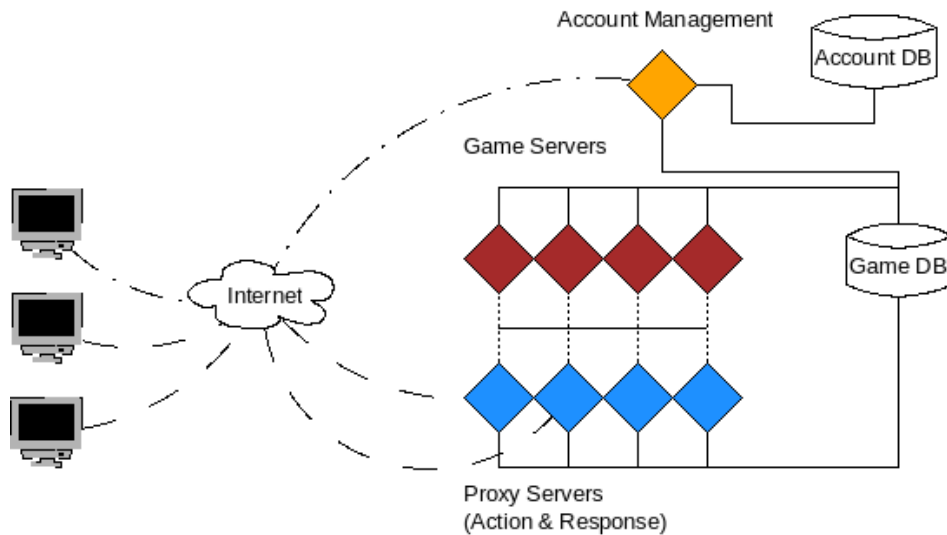 Account Management
Account DB
Game Servers
Game DB
Internet
Proxy Servers
(Action & Response)